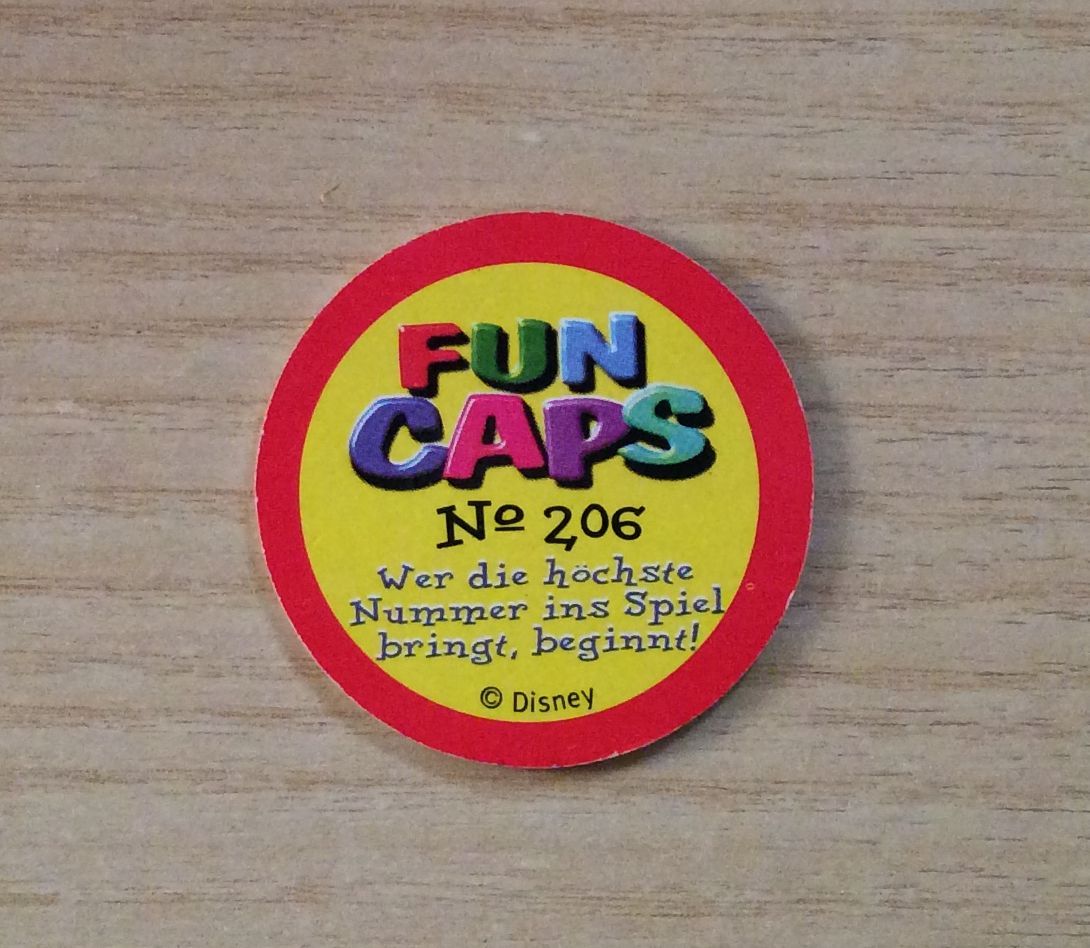 FUN
CAPS
Nº 206
Wer die höchste
Nummer ins Spiel
bringt, beginnt!
© Disney